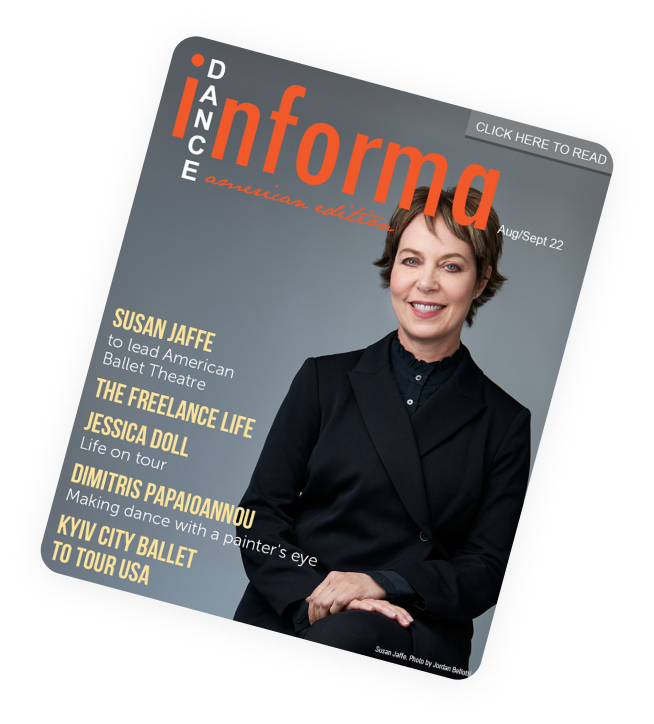 DANCE
informa
american edition
CLICK HERE TO READ
Aug/Sept 22
SUSAN JAFFE
to lead American
Ballet Theatre
THE FREELANCE LIFE
JESSICA DOLL
Life on tour
DIMITRIS PAPAIOANNOU
Making dance with a painter's eye
KYIV CITY BALLET
TO TOUR USA
Susan Jaffe. Photo by Jordan Bellotti